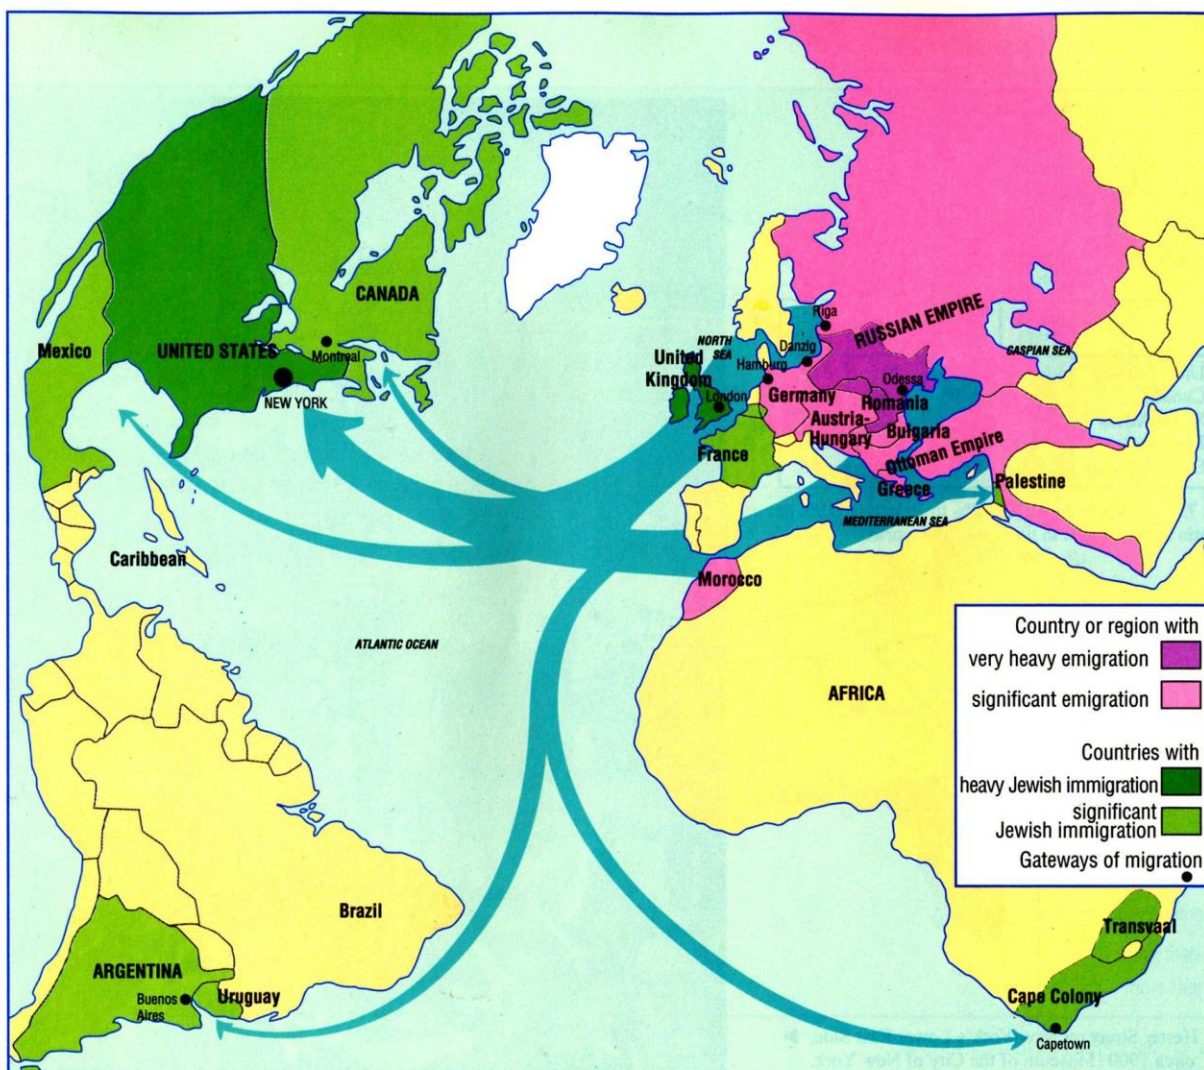 CANADA
Mexico
UNITED STATES
Montreal
NEW YORK
Caribbean
ATLANTIC OCEAN
Brazil
ARGENTINA
Buenos
Aires
Uruguay
NORTH
SEA
United
Kingdom
London
Riga
Danzig
Hamburg
RUSSIAN EMPIRE
CASPIAN SEA
Germany
Odessa
Romania
Austria-
Hungary
Bulgaria
France
Ottoman Empire
Greece
Palestine
MEDITERRANEAN SEA
Morocco
AFRICA
Transvaal
Cape Colony
Capetown
Country or region with
very heavy emigration
significant emigration
Countries with
heavy Jewish immigration
significant
Jewish immigration
Gateways of migration